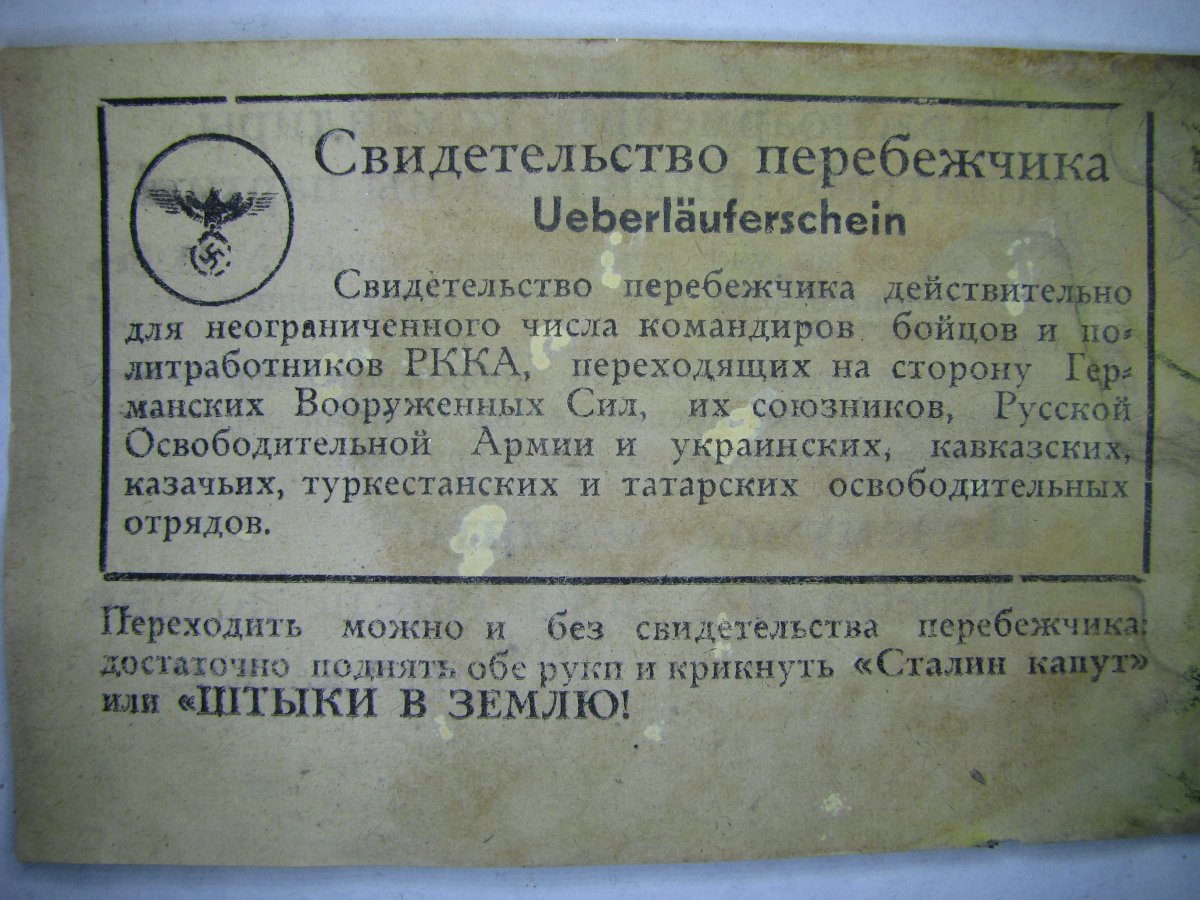 Свидетельство перебежчика
Ueberläuferschein
Свидетельство перебежчика действительно
для неограниченного числа командиров бойцов и по-
литработников РККА, переходящих на сторону Гер-
манских Вооруженных Сил, их союзников, Русской
Освободительной Армии и украинских, кавказских,
казачьих, туркестанских и татарских освободительных
отрядов.
Переходить можно и без свидетельства перебежчика:
достаточно поднять обе руки и крикнуть «Сталин капут»
или «ШТЫКИ В ЗЕМЛЮ!